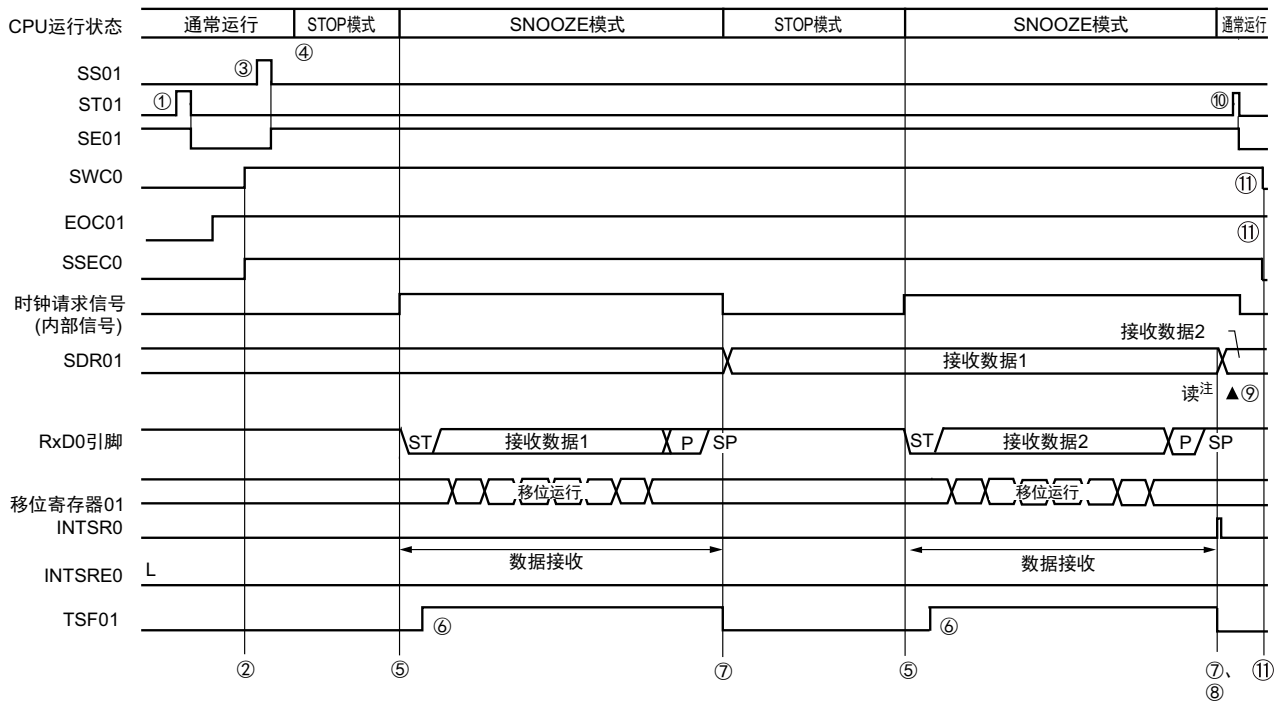 CPU运行状态 通常运行 STOP模式 SNOOZE模式 STOP模式 SNOOZE模式 通常运行
④
SS01 ③
ST01 ① ⑩
SE01
SWC0 ⑪
EOC01 ⑪
SSEC0
时钟请求信号
(内部信号)
接收数据2
SDR01 接收数据1
读注 ▲⑨
RxD0引脚 ST 接收数据1 P SP ST 接收数据2 P SP
移位寄存器01 移位运行 移位运行
INTSR0
数据接收 数据接收
INTSRE0 L
TSF01 ⑥ ⑥
② ⑤ ⑦ ⑤ ⑦、 ⑪
⑧